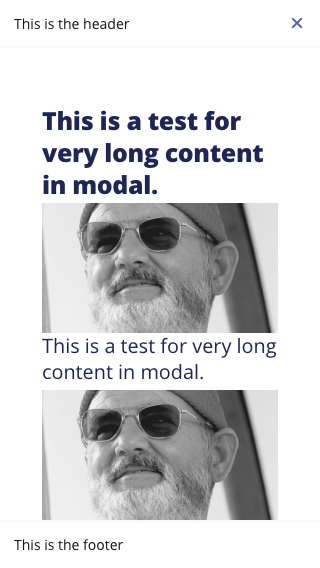 This is the header
This is a test for
very long content
in modal.
This is a test for very long
content in modal.
This is the footer